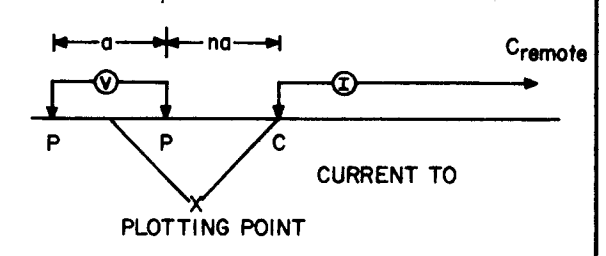 a na C remote
V I
P P C
CURRENT TO
X
PLOTTING POINT